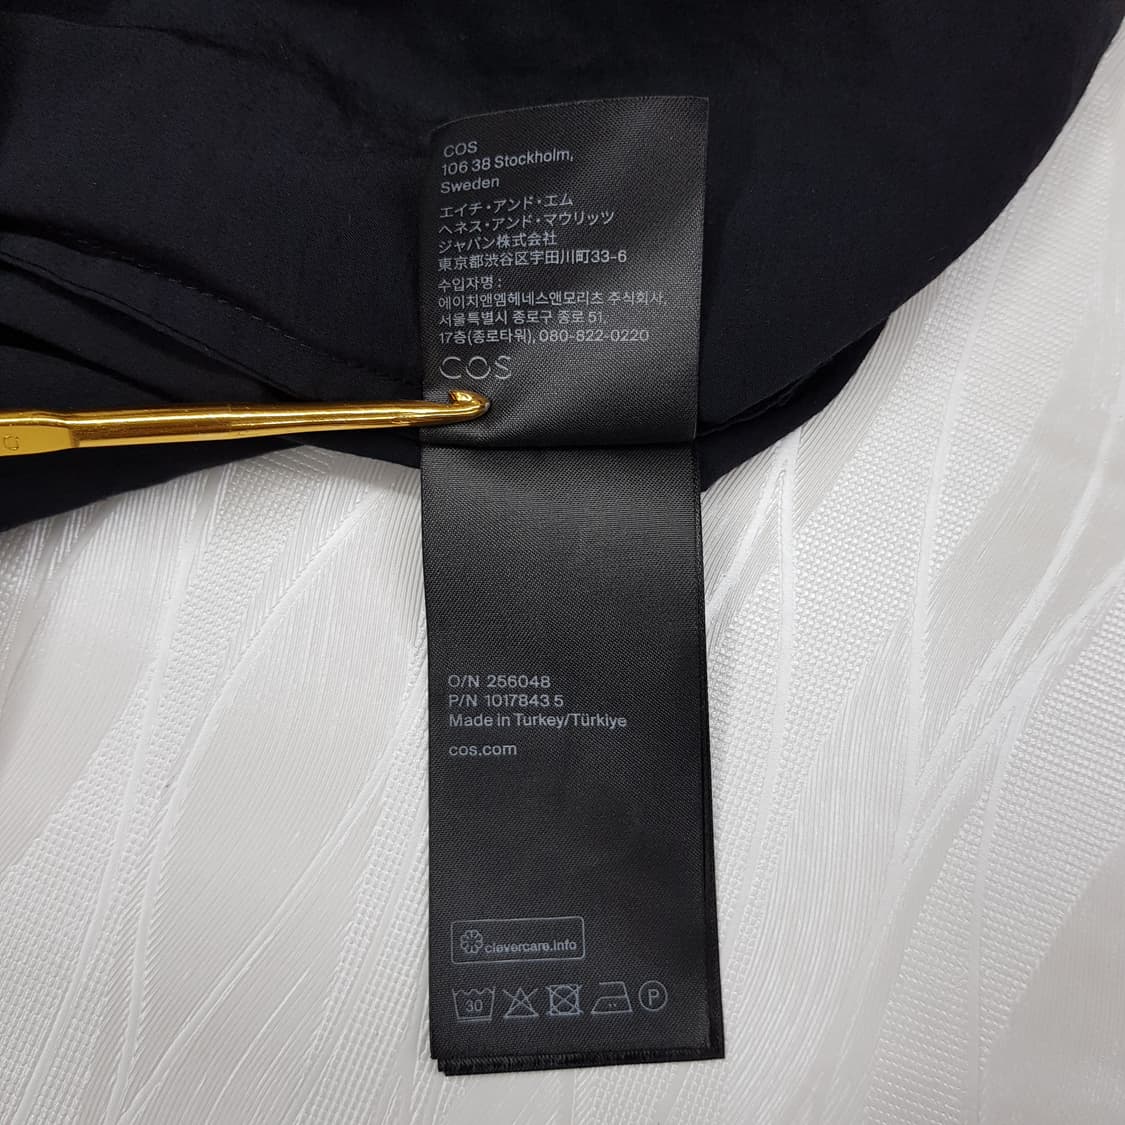 COS
106 38 Stockholm,
Sweden
エイチ・アンド・エム
ヘネス・アンド・マウリッツ
ジャパン株式会社
東京都渋谷区宇田川町33-6
수입자명 :
에이치앤엠헤네스앤모리츠 주식회사,
서울특별시 종로구 종로 51,
17층(종로타워), 080-822-0220
COS
O/N 256048
P/N 1017843 5
Made in Turkey/Türkiye
cos.com
clevercare.info
30
P